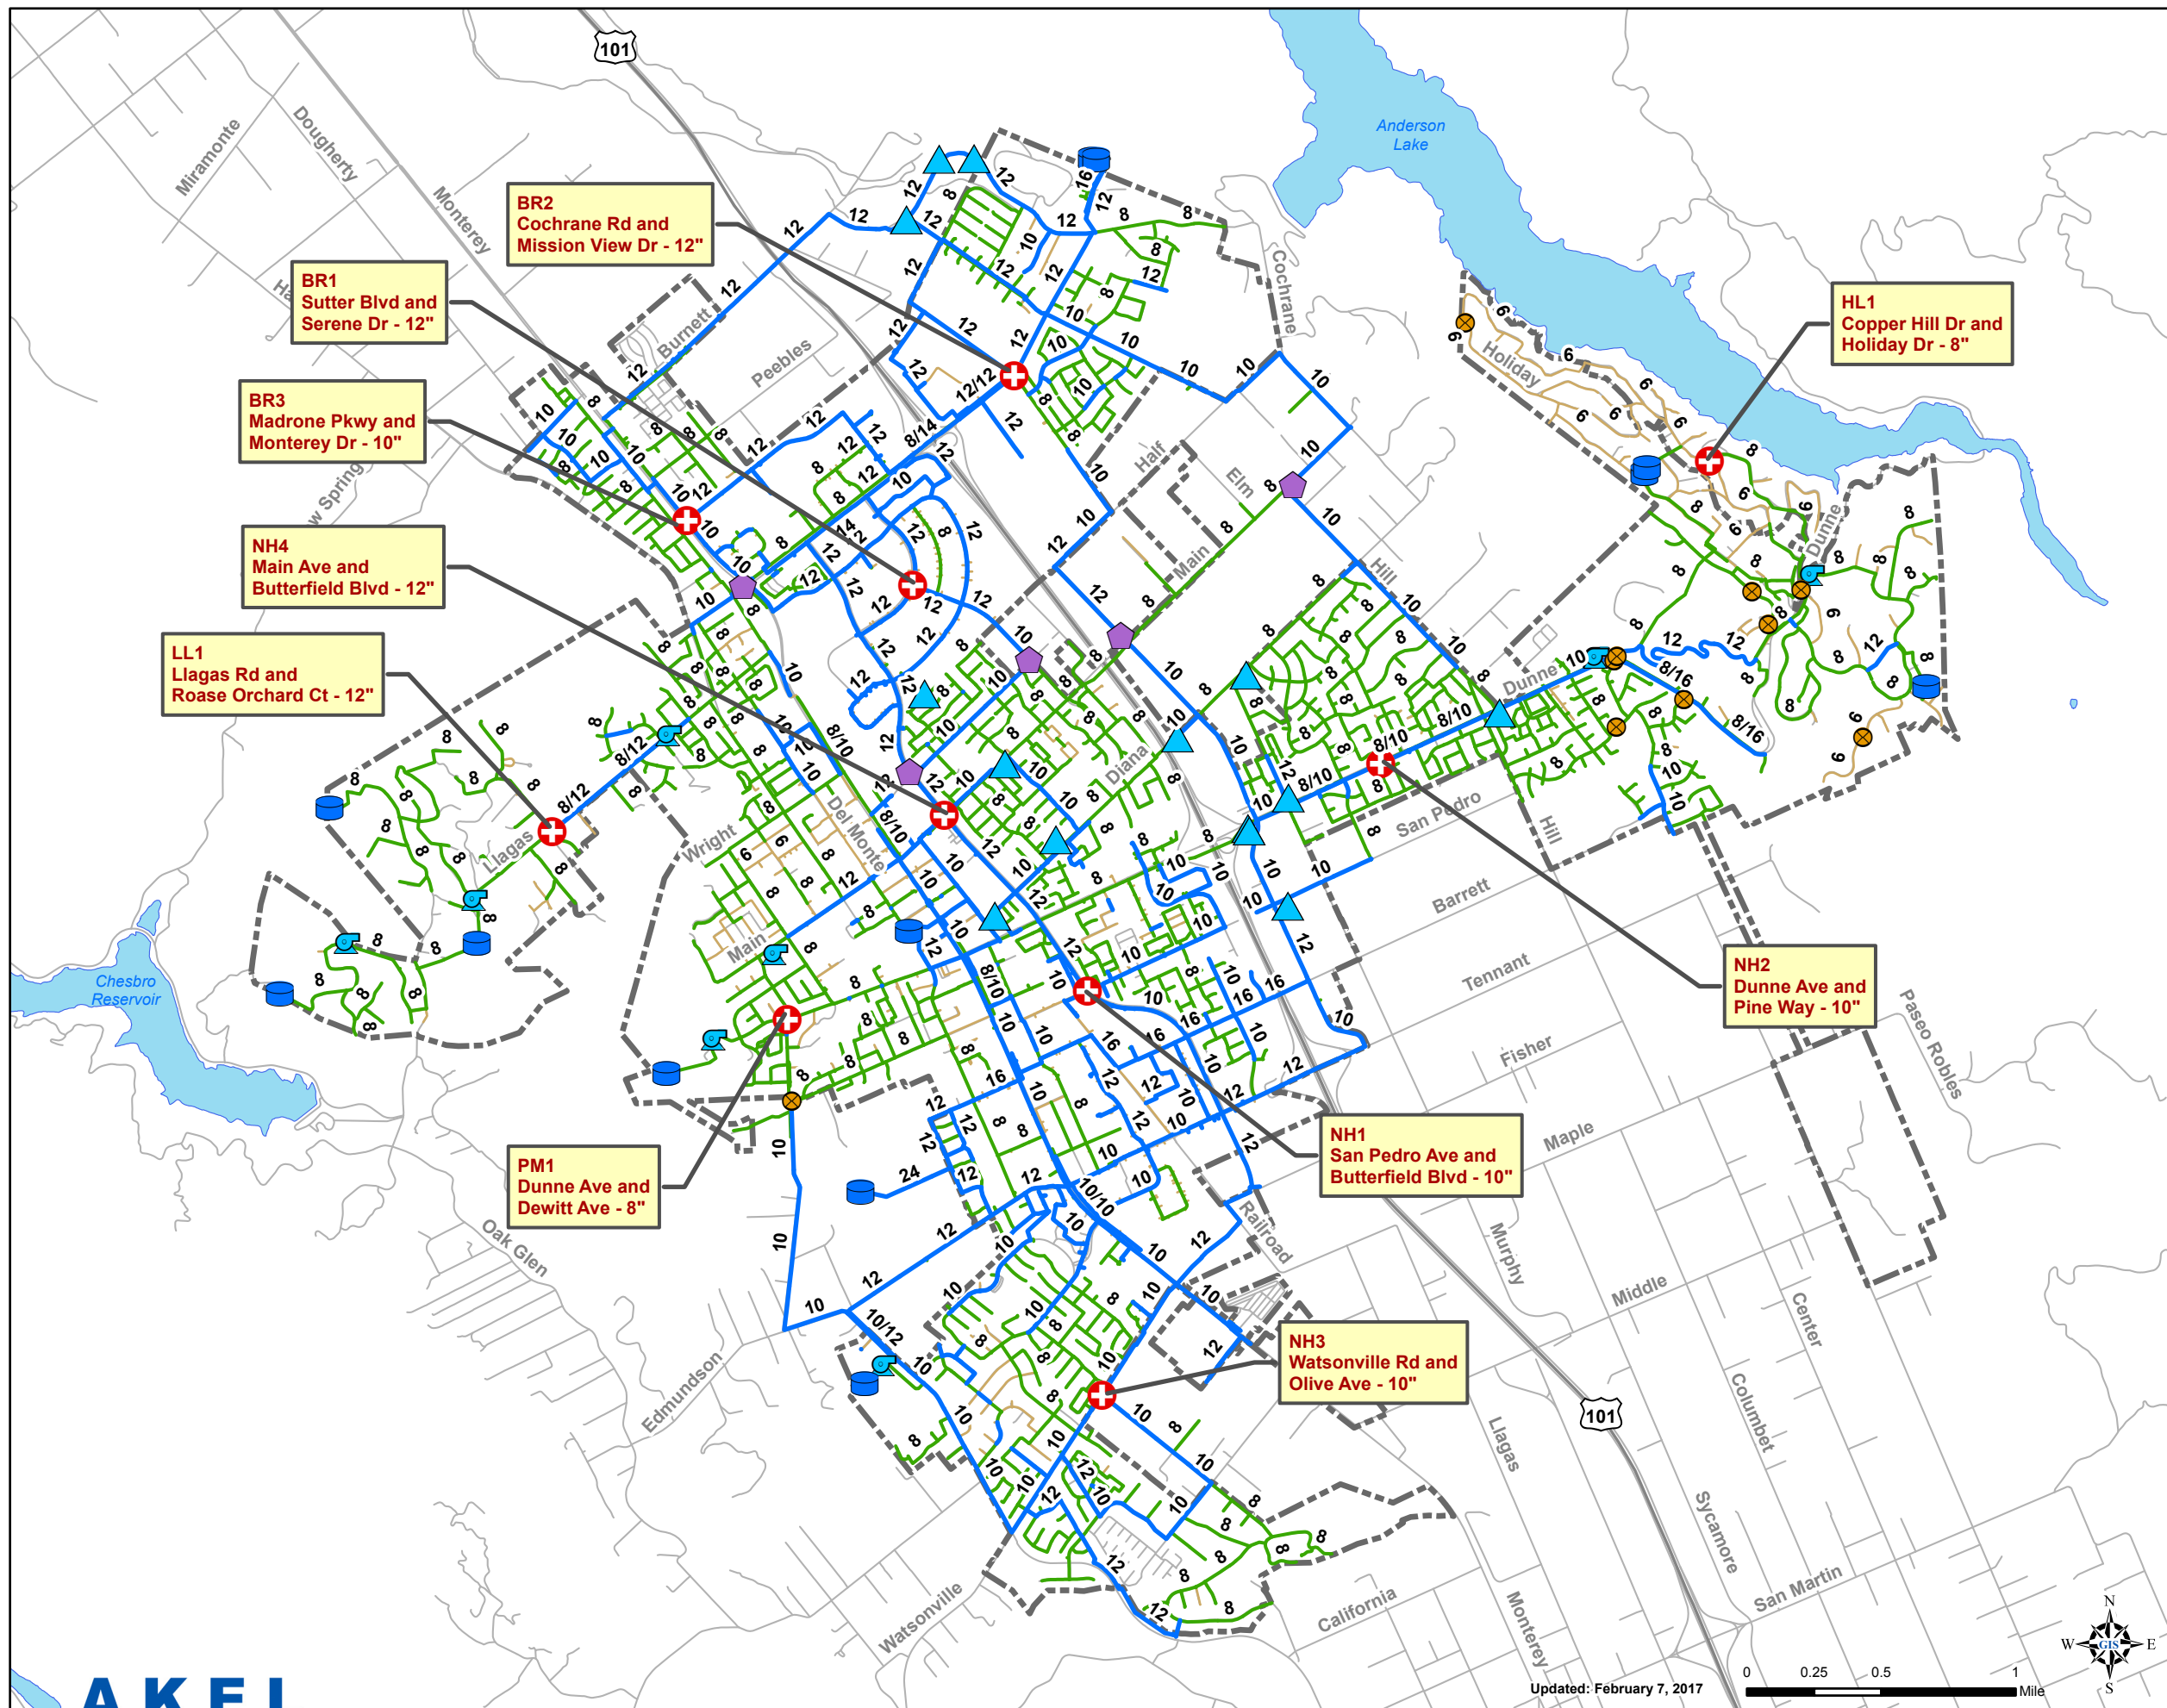 101
Anderson
Lake
Miramonte
Dougherty
Monterey
BR2
Cochrane Rd and
Mission View Dr - 12"
BR1
Sutter Blvd and
Serene Dr - 12"
BR3
Madrone Pkwy and
Monterey Dr - 10"
NH4
Main Ave and
Butterfield Blvd - 12"
LL1
Llagas Rd and
Roase Orchard Ct - 12"
HL1
Copper Hill Dr and
Holiday Dr - 8"
Burnett
Peebles
Cochrane
Holiday
Half
Elm
Main
Hill
Dunne
Dunne
Diana
San Pedro
Hill
Wright
Del Monte
Llagas
Main
Barrett
Tennant
Fisher
Maple
Paseo Robles
Chesbro
Reservoir
NH2
Dunne Ave and
Pine Way - 10"
NH1
San Pedro Ave and
Butterfield Blvd - 10"
PM1
Dunne Ave and
Dewitt Ave - 8"
Oak Glen
Railroad
Murphy
Middle
Center
NH3
Watsonville Rd and
Olive Ave - 10"
Edmundson
101
Llagas
Columbet
Sycamore
San Martin
Watsonville
California
Monterey
AKEL
Updated: February 7, 2017
0 0.25 0.5 1
Mile
N
W GIS E
S